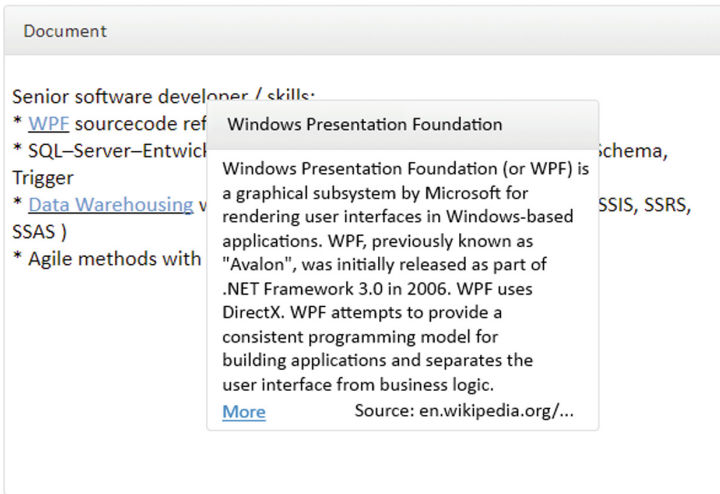 Document
Senior software developer / skills:
* WPF sourcecode ref
* SQL–Server–Entwick
Schema,
Trigger
* Data Warehousing w
SSIS, SSRS,
SSAS )
* Agile methods with
Windows Presentation Foundation
Windows Presentation Foundation (or WPF) is
a graphical subsystem by Microsoft for
rendering user interfaces in Windows-based
applications. WPF, previously known as
"Avalon", was initially released as part of
.NET Framework 3.0 in 2006. WPF uses
DirectX. WPF attempts to provide a
consistent programming model for
building applications and separates the
user interface from business logic.
More Source: en.wikipedia.org/...